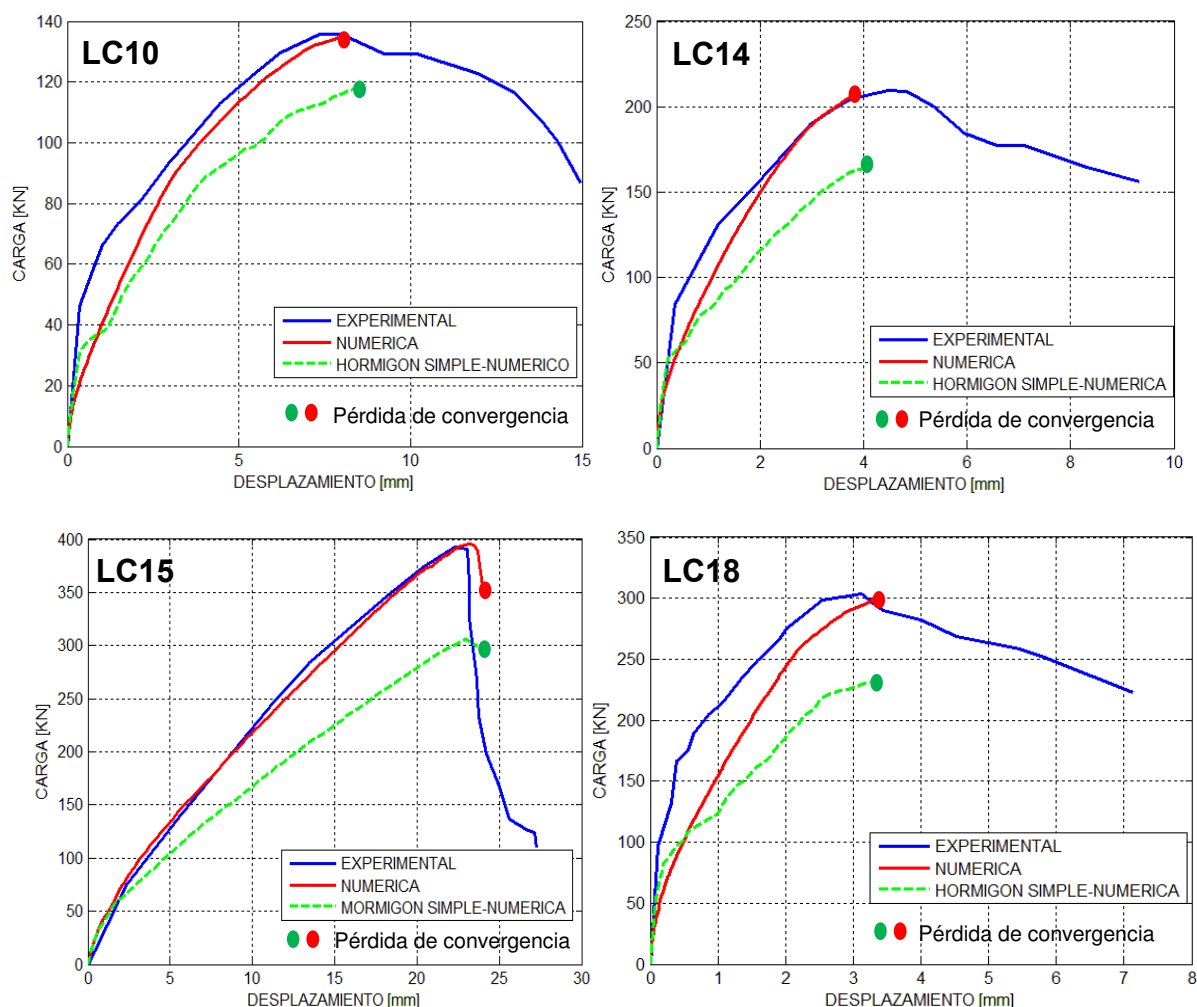 LC10
140
120
100
80
60
40
20
0
CARGA [KN]
EXPERIMENTAL
NUMERICA
HORMIGON SIMPLE-NUMERICO
Pérdida de convergencia
0 5 10 15
DESPLAZAMIENTO [mm]
LC14
250
200
150
100
50
0
CARGA [KN]
EXPERIMENTAL
NUMERICA
HORMIGON SIMPLE-NUMERICA
Pérdida de convergencia
0 2 4 6 8 10
DESPLAZAMIENTO [mm]
LC15
400
350
300
250
200
150
100
50
0
CARGA [KN]
EXPERIMENTAL
NUMERICA
MORMIGON SIMPLE-NUMERICA
Pérdida de convergencia
0 5 10 15 20 25 30
DESPLAZAMIENTO [mm]
LC18
350
300
250
200
150
100
50
0
CARGA [KN]
EXPERIMENTAL
NUMERICA
HORMIGON SIMPLE-NUMERICA
Pérdida de convergencia
0 1 2 3 4 5 6 7 8
DESPLAZAMIENTO [mm]